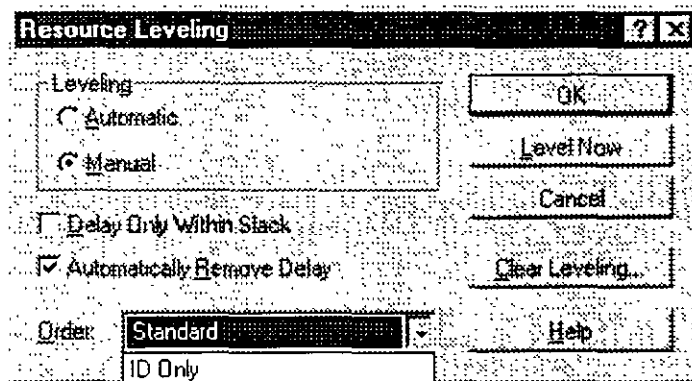 Resource Leveling
Leveling
Automatic
Manual
Delay Only Within Slack
Automatically Remove Delay
Order: Standard
ID Only
OK
Level Now
Cancel
Clear Leveling...
Help